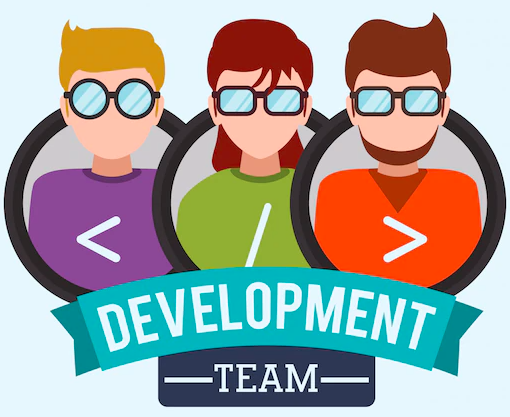 < / >
DEVELOPMENT
TEAM